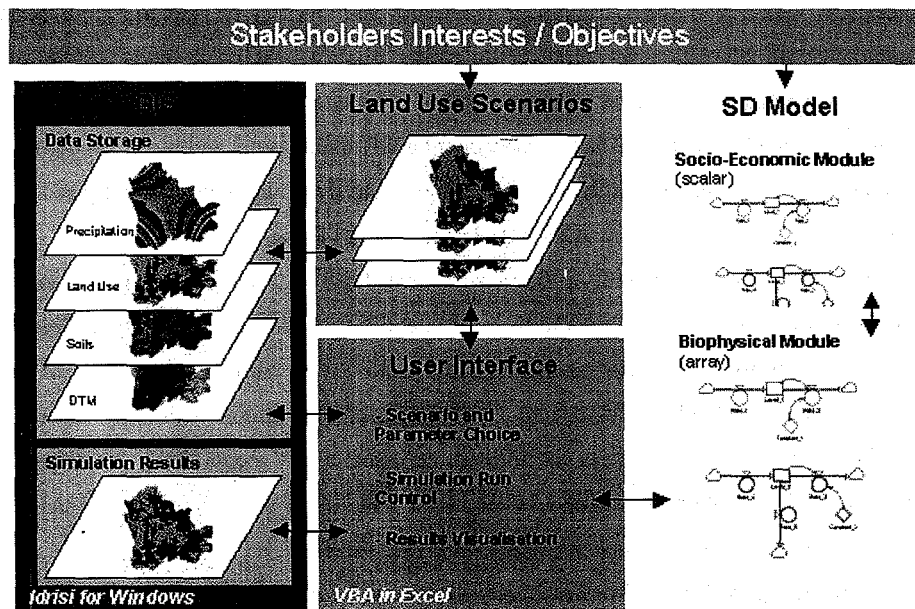 Stakeholders Interests / Objectives
Data Storage
Precipitation
Land Use
Soils
DTM
Simulation Results
Idrisi for Windows
Land Use Scenarios
User Interface
Scenario and
Parameter Choice
Simulation Run
Control
Results Visualisation
VBA in Excel
SD Model
Socio-Economic Module
(scalar)
Biophysical Module
(array)